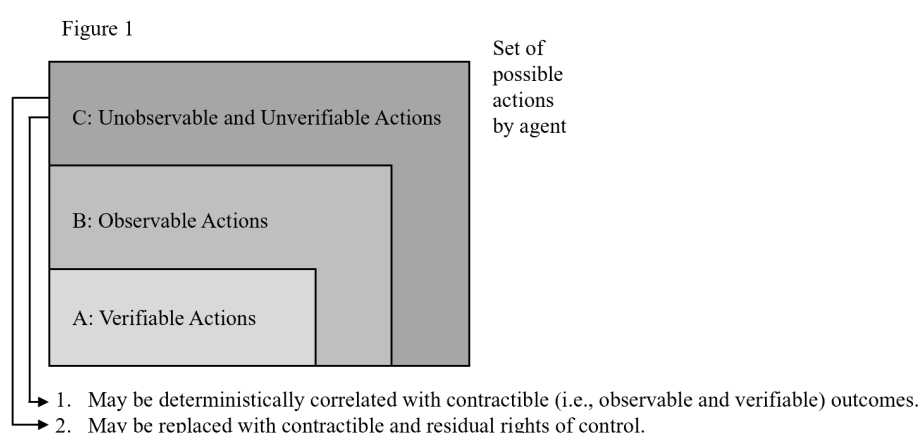 Figure 1
Set of
possible
actions
by agent
C: Unobservable and Unverifiable Actions
B: Observable Actions
A: Verifiable Actions
1. May be deterministically correlated with contractible (i.e., observable and verifiable) outcomes.
2. May be replaced with contractible and residual rights of control.